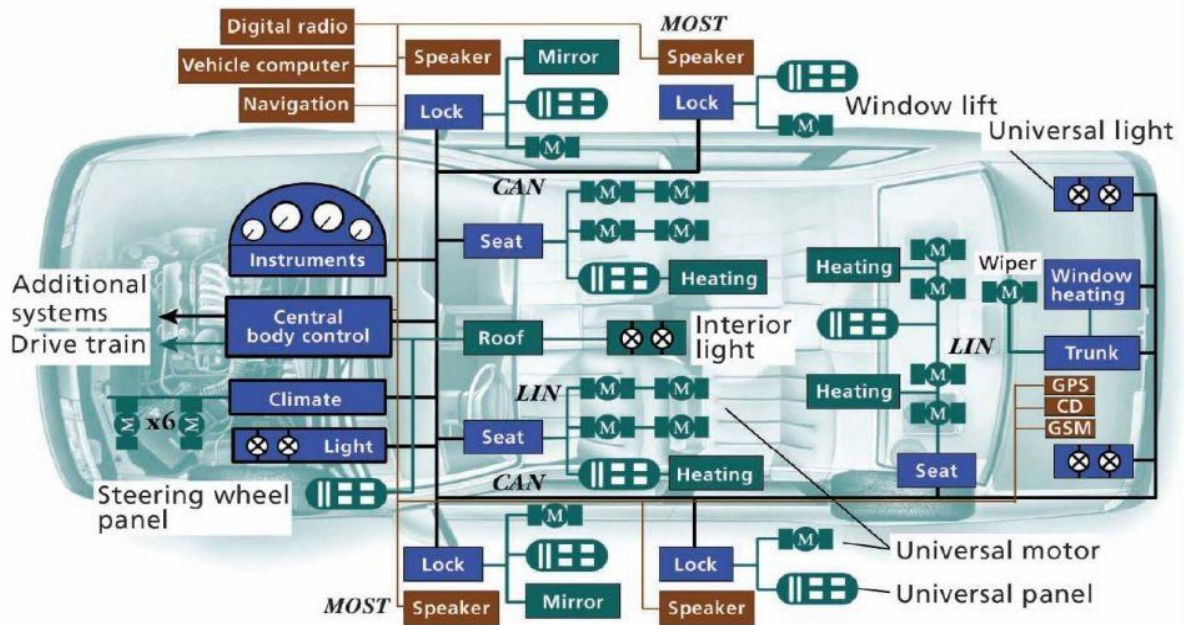 Digital radio
MOST
Speaker
Mirror
Speaker
Vehicle computer
Navigation
Lock
Lock
Window lift
M
M
Universal light
CAN
M
M
Instruments
Seat
M
M
Heating
Heating
M
M
Wiper
M
Window
heating
Additional
systems
Drive train
Central
body control
Roof
Interior
light
LIN
Trunk
Climate
LIN
M
M
Heating
M
M
GPS
CD
GSM
M
x6
M
Light
Seat
M
M
Steering wheel
panel
CAN
Heating
Seat
M
M
Universal motor
Lock
Lock
Universal panel
MOST
Speaker
Mirror
Speaker